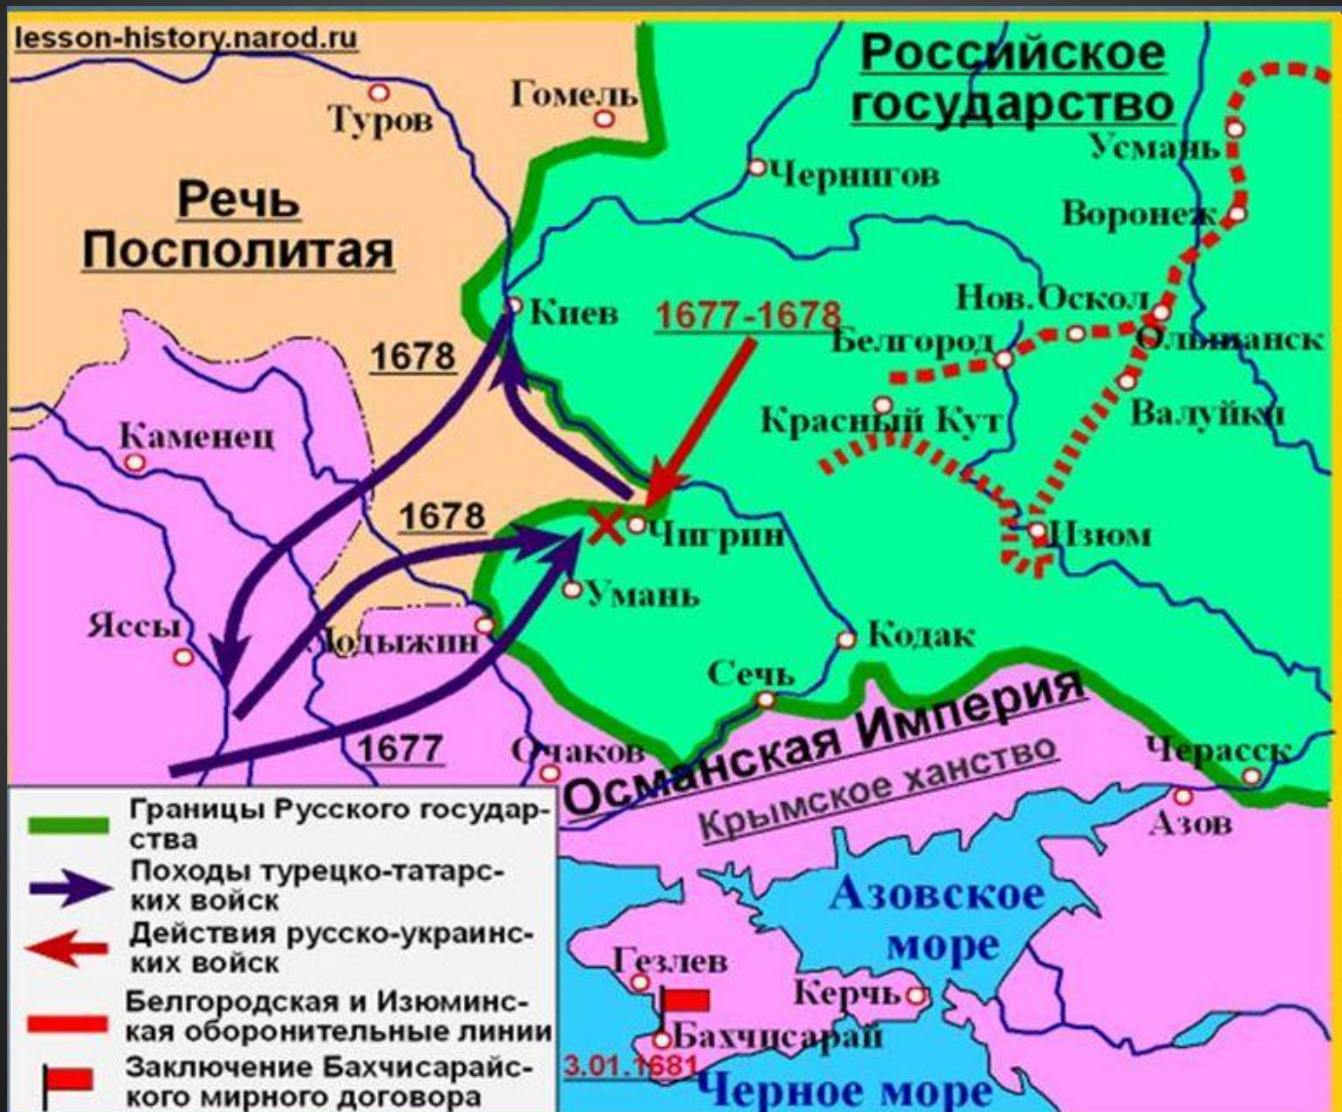 lesson-history.narod.ru
Российское
государство
Туров
Гомель
Усмань
Чернигов
Речь
Посполитая
Воронеж
Киев
1677-1678
Нов.Оскол
Белгород
Ольшанск
1678
Красный Кут
Валуйки
Каменец
1678
Чигрин
Изюм
Умань
Яссы
Лодыжин
Кодак
Сечь
1677
Очаков
Османская Империя
Крымское ханство
Черасск
Азов
Азовское
море
Гезлев
Керчь
Бахчисарай
3.01.1681
Черное море
Границы Русского государ-
ства
Походы турецко-татарс-
ких войск
Действия русско-украинс-
ких войск
Белгородская и Изюминс-
кая оборонительные линии
Заключение Бахчисарайс-
кого мирного договора